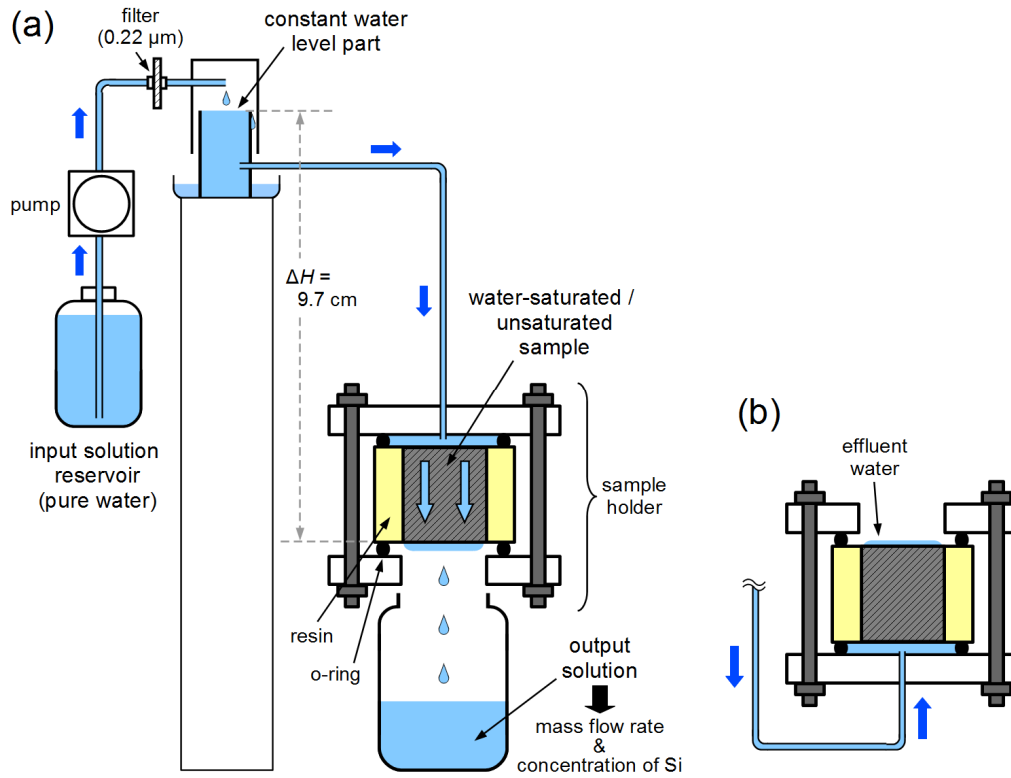 (a)
filter
(0.22 µm)
constant water
level part
pump
ΔH =
9.7 cm
water-saturated /
unsaturated
sample
input solution
reservoir
(pure water)
sample
holder
resin
o-ring
output
solution
mass flow rate
&
concentration of Si
(b)
effluent
water